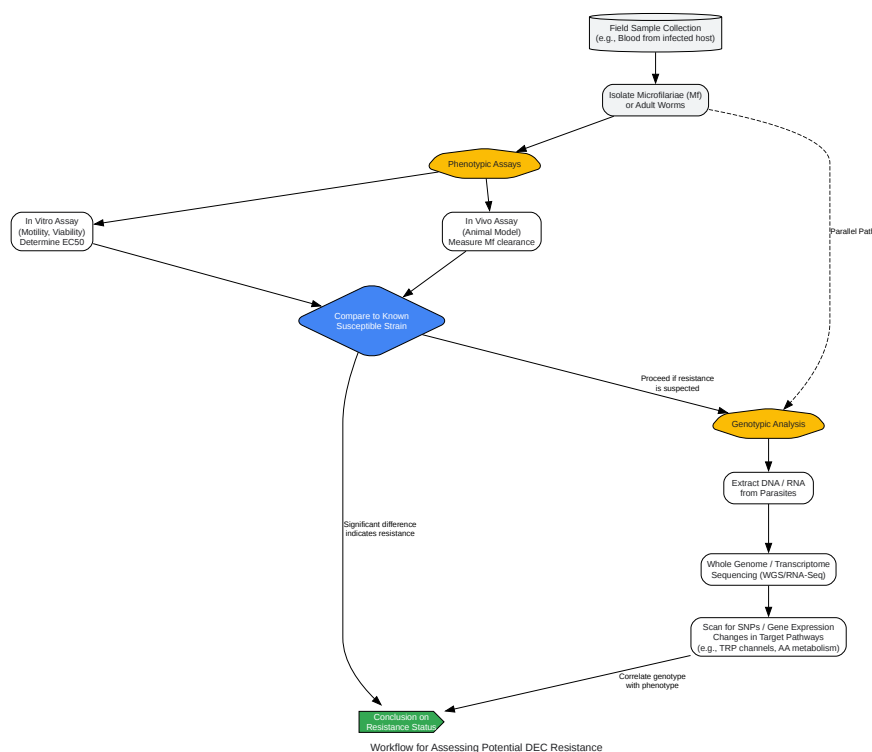 Field Sample Collection
(e.g., Blood from infected host)
Isolate Microfilariae (Mf)
or Adult Worms
Phenotypic Assays
In Vitro Assay
(Motility, Viability)
Determine EC50
In Vivo Assay
(Animal Model)
Measure Mf clearance
Parallel Path
Compare to Known
Susceptible Strain
Proceed if resistance
is suspected
Genotypic Analysis
Extract DNA / RNA
from Parasites
Significant difference
indicates resistance
Whole Genome / Transcriptome
Sequencing (WGS/RNA-Seq)
Scan for SNPs / Gene Expression
Changes in Target Pathways
(e.g., TRP channels, AA metabolism)
Correlate genotype
with phenotype
Conclusion on
Resistance Status
Workflow for Assessing Potential DEC Resistance